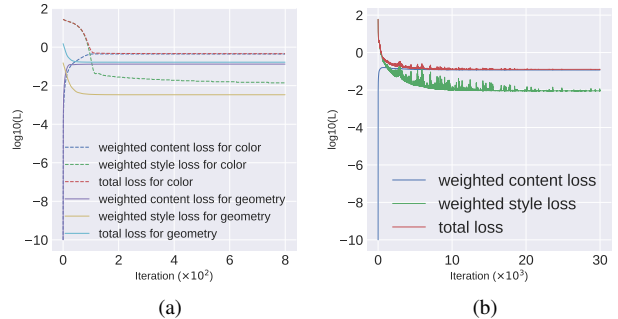 2
0
−2
−4
−6
−8
−10
log10(L)
weighted content loss for color
weighted style loss for color
total loss for color
weighted content loss for geometry
weighted style loss for geometry
total loss for geometry
0 2 4 6 8
Iteration (×10²)
(a)
2
0
−2
−4
−6
−8
−10
log10(L)
weighted content loss
weighted style loss
total loss
0 10 20 30
Iteration (×10³)
(b)